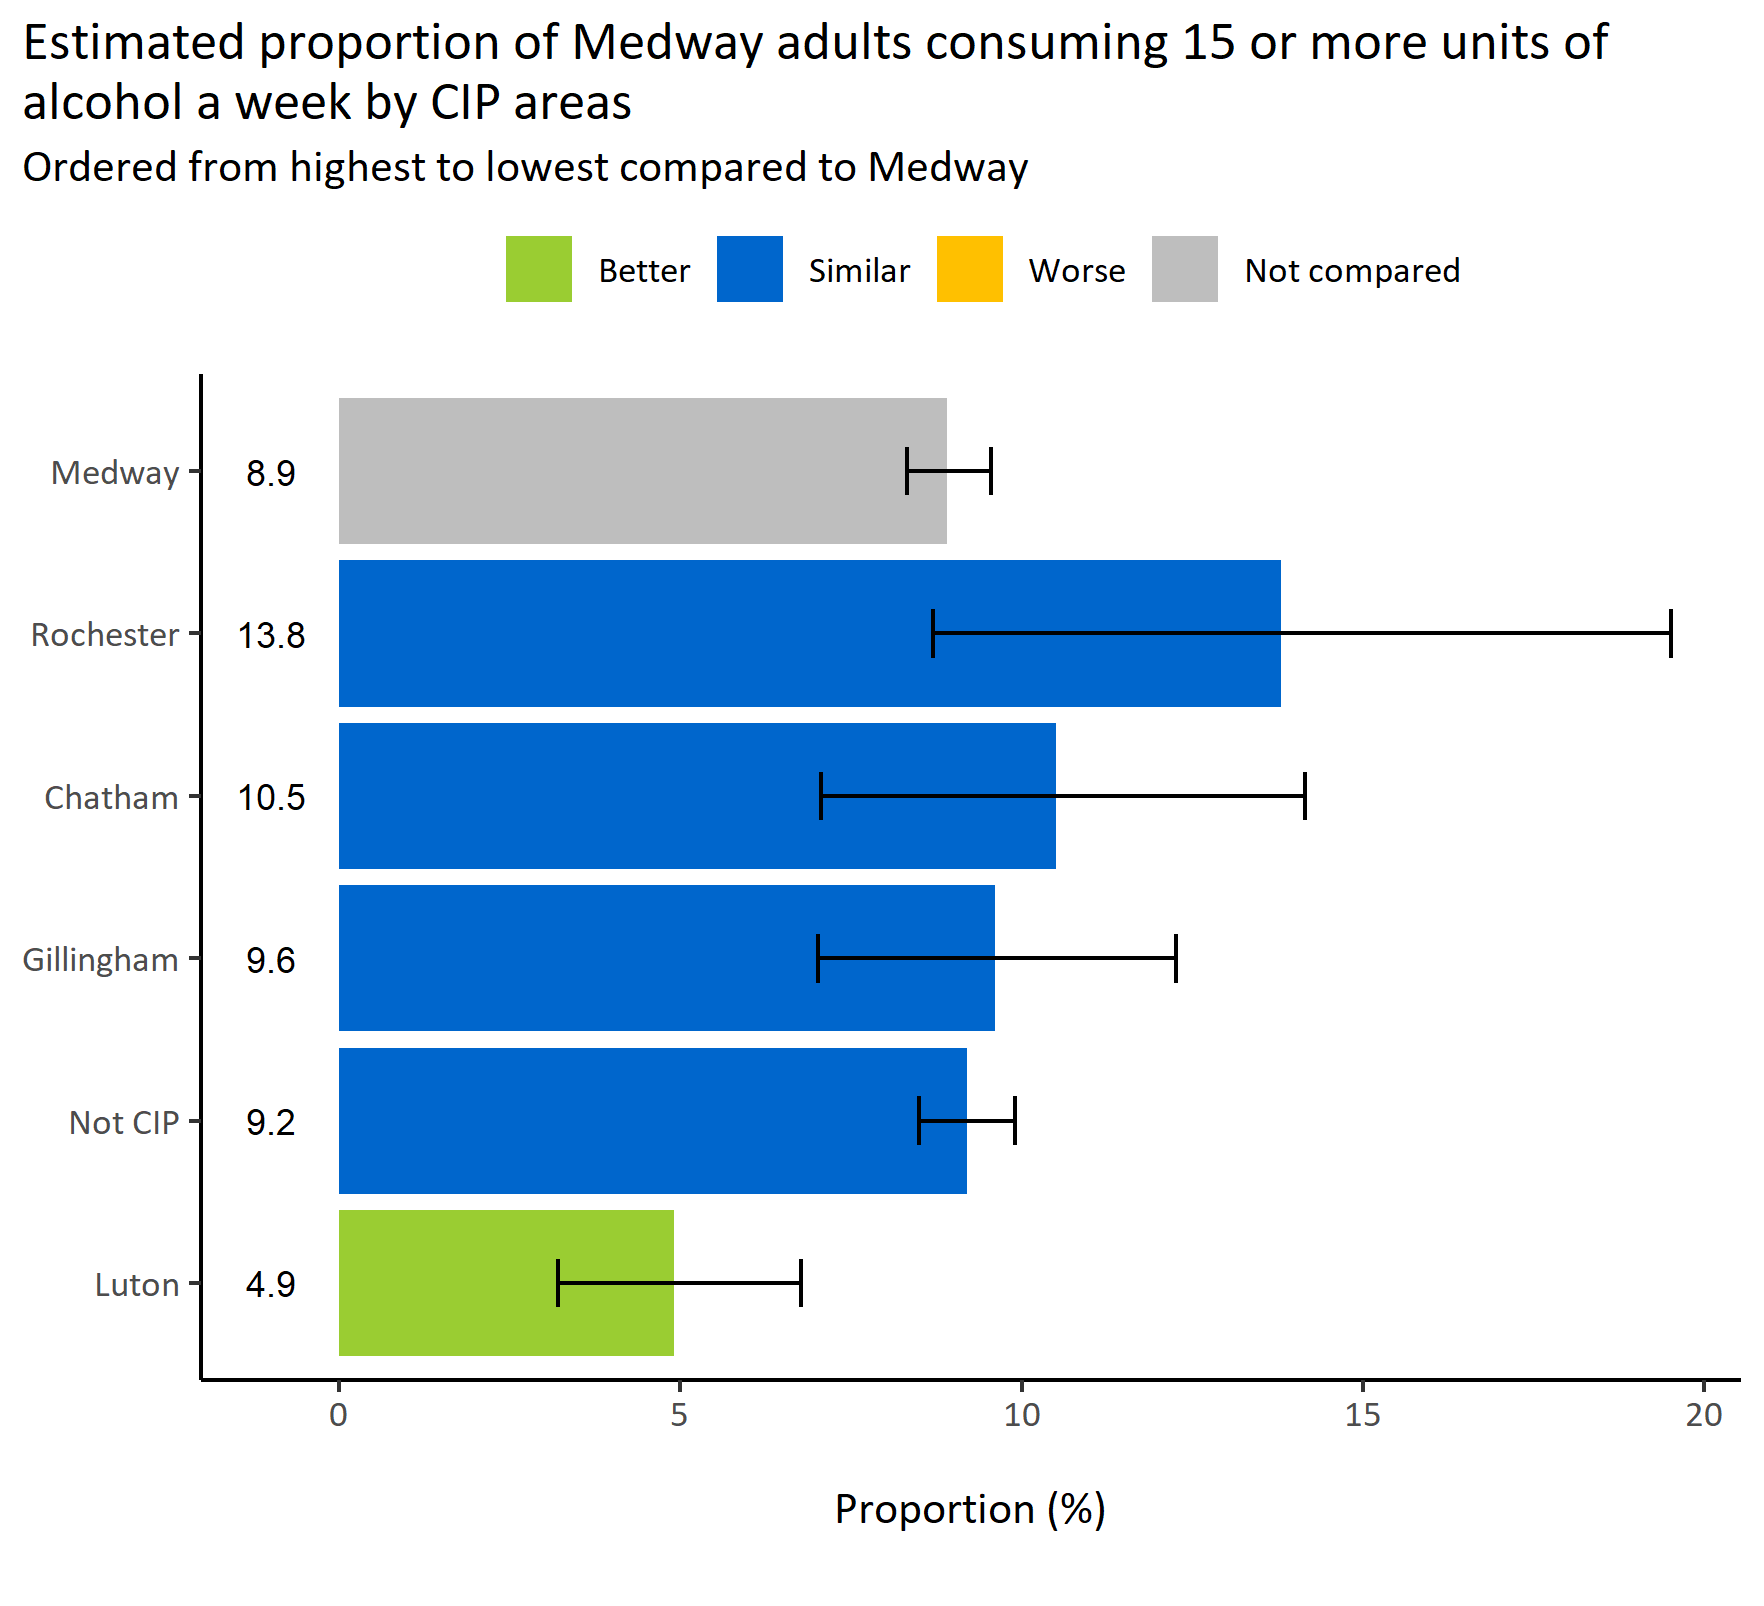 Estimated proportion of Medway adults consuming 15 or more units of
alcohol a week by CIP areas
Ordered from highest to lowest compared to Medway
Better Similar Worse Not compared
Medway 8.9
Rochester 13.8
Chatham 10.5
Gillingham 9.6
Not CIP 9.2
Luton 4.9
0 5 10 15 20
Proportion (%)